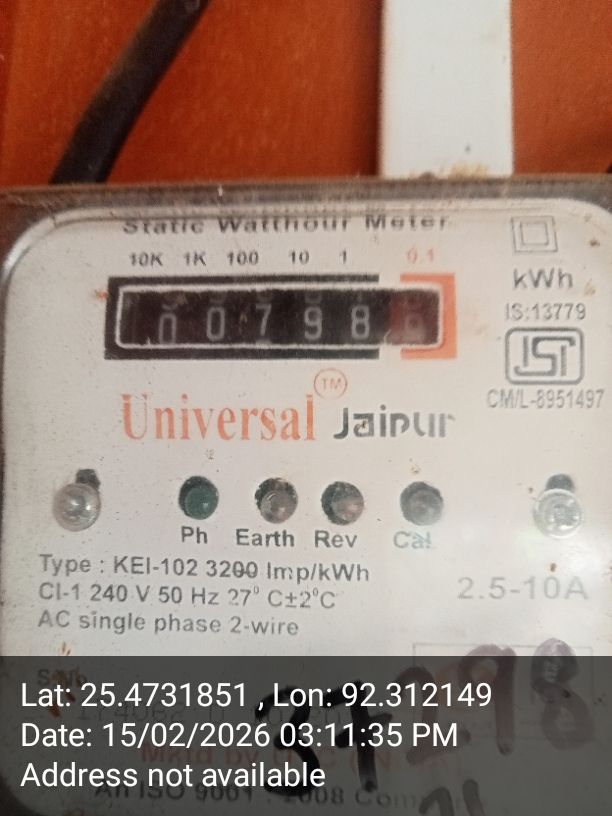 Static Watthour Meter
10K 1K 100 10 1 0.1
kWh
IS:13779
0 0 7 9 8
ISI
CM/L-8951497
TM
Universal Jaipur
Ph Earth Rev Cal
Type : KEI-102 3200 Imp/kWh
Cl-1 240 V 50 Hz 27° C±2°C
2.5-10A
AC single phase 2-wire
Lat: 25.4731851 , Lon: 92.312149
Date: 15/02/2026 03:11:35 PM
Address not available